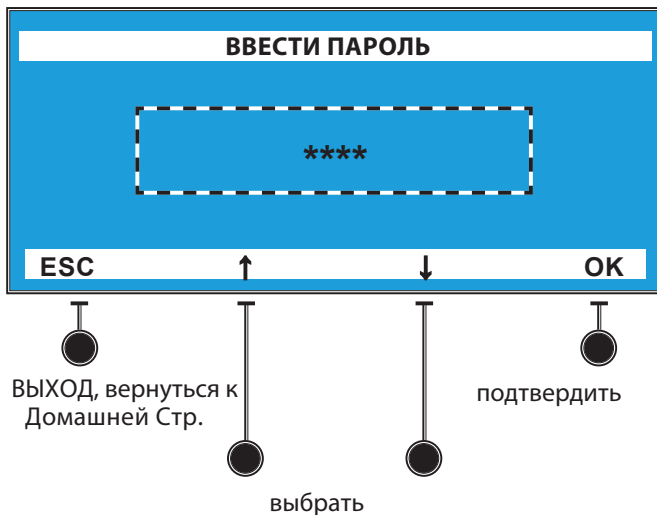 ВВЕСТИ ПАРОЛЬ
****
ESC ↑ ↓ OK
ВЫХОД, вернуться к
Домашней Стр.
подтвердить
выбрать